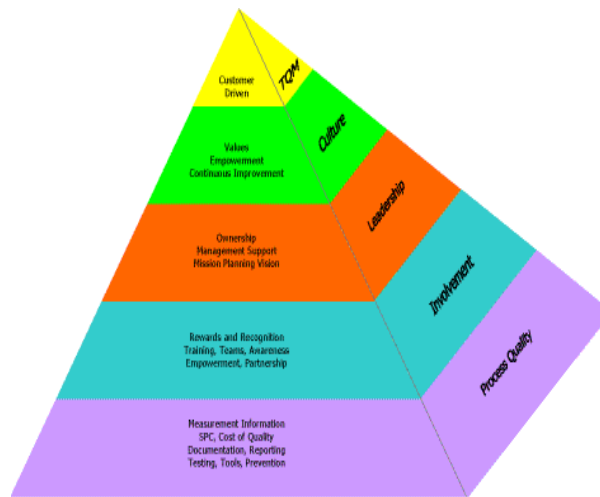 Customer
Driven
TQM
Values
Empowerment
Continuous Improvement
Culture
Ownership
Management Support
Mission Planning Vision
Leadership
Rewards and Recognition
Training, Teams, Awareness
Empowerment, Partnership
Involvement
Measurement Information
SPC, Cost of Quality
Documentation, Reporting
Testing, Tools, Prevention
Process Quality